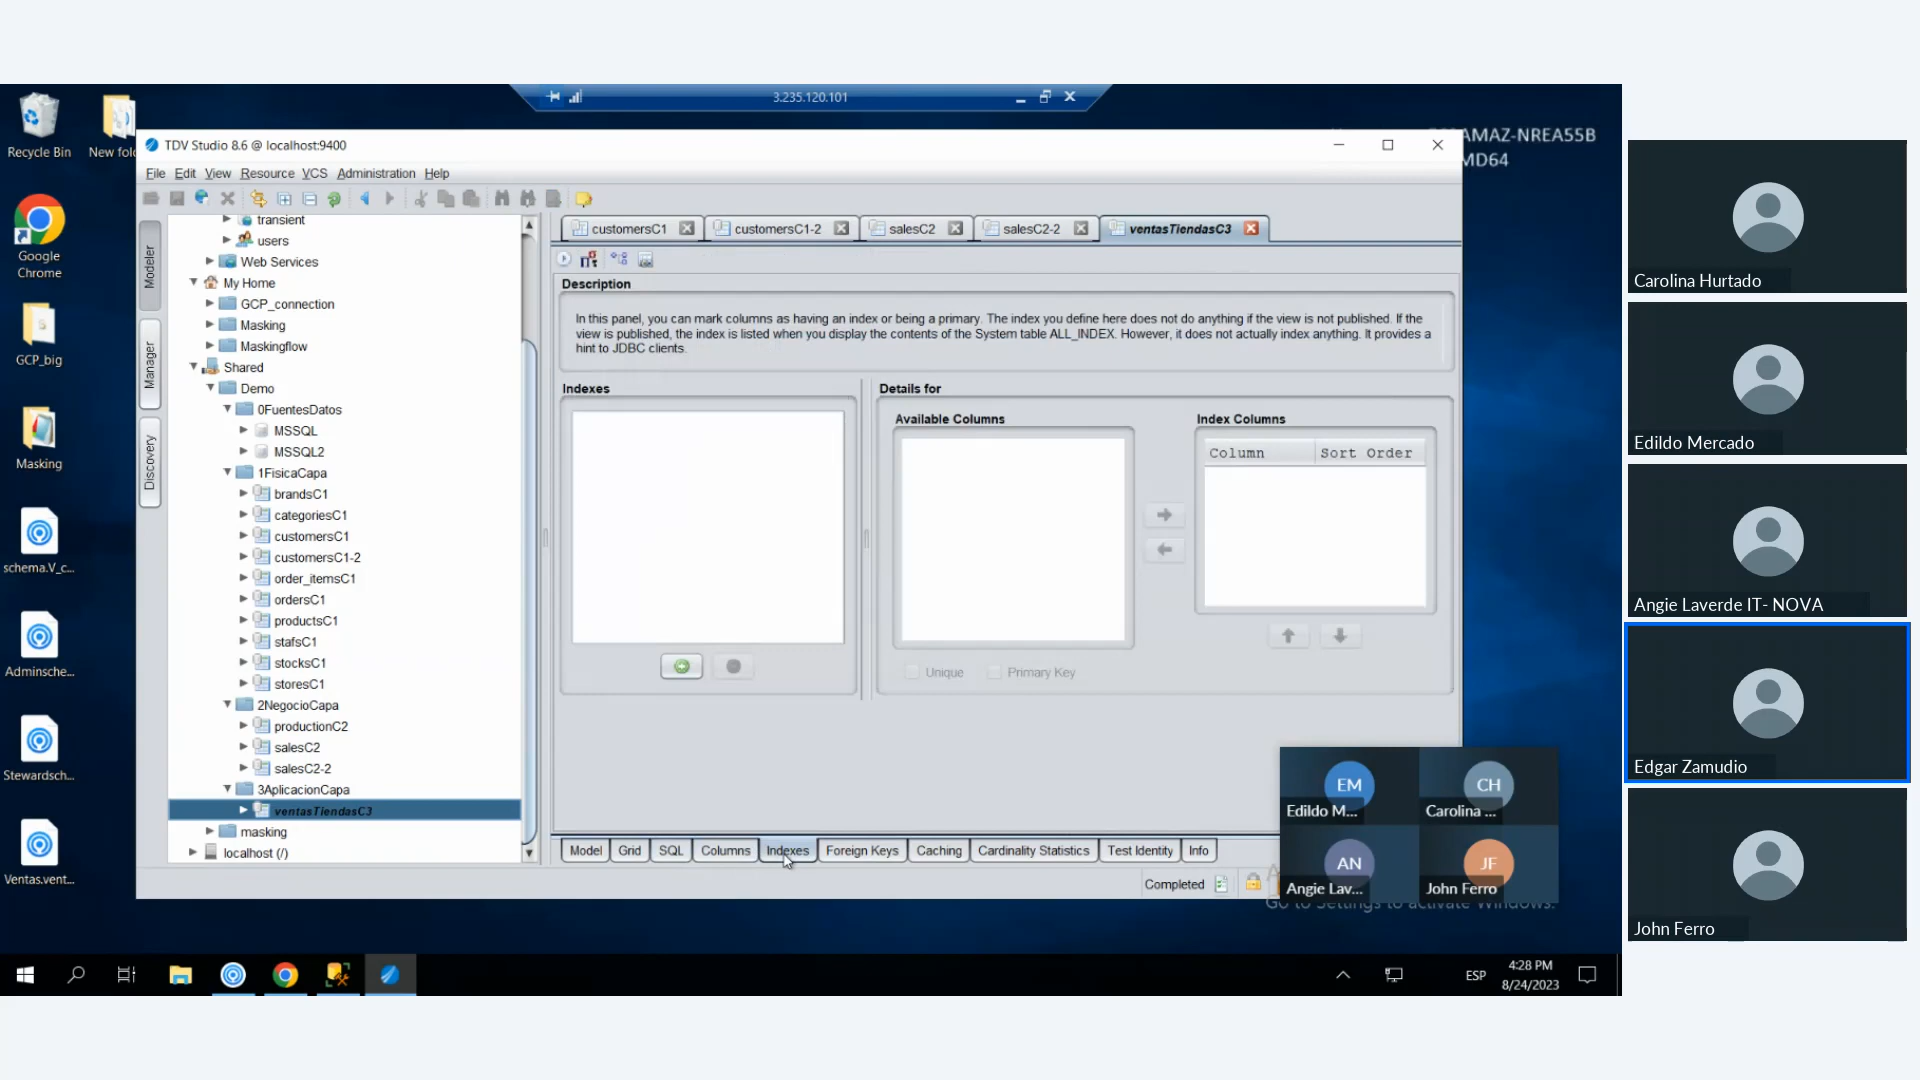 3.235.120.101
AMAZ-NREA55B
MD64
Recycle Bin
New fol
Google
Chrome
GCP_big
Masking
schema.V_c...
Adminsche...
Stewardsch...
Ventas.vent...
TDV Studio 8.6 @ localhost:9400
File Edit View Resource VCS Administration Help
Modeler
Manager
Discovery
transient
users
Web Services
My Home
GCP_connection
Masking
Maskingflow
Shared
Demo
0FuentesDatos
MSSQL
MSSQL2
1FisicaCapa
brandsC1
categoriesC1
customersC1
customersC1-2
order_itemsC1
ordersC1
productsC1
stafsC1
stocksC1
storesC1
2NegocioCapa
productionC2
salesC2
salesC2-2
3AplicacionCapa
ventasTiendasC3
masking
localhost (/)
customersC1 customersC1-2 salesC2 salesC2-2 ventasTiendasC3
Description
In this panel, you can mark columns as having an index or being a primary. The index you define here does not do anything if the view is not published. If the
view is published, the index is listed when you display the contents of the System table ALL_INDEX. However, it does not actually index anything. It provides a
hint to JDBC clients.
Indexes
Details for
Available Columns
Index Columns
Column Sort Order
Unique Primary Key
Model Grid SQL Columns Indexes Foreign Keys Caching Cardinality Statistics Test Identity Info
Completed
Go to Settings to activate Windows.
EM
Edildo M...
CH
Carolina ...
AN
Angie Lav...
JF
John Ferro
ESP
4:28 PM
8/24/2023
Carolina Hurtado
Edildo Mercado
Angie Laverde IT- NOVA
Edgar Zamudio
John Ferro